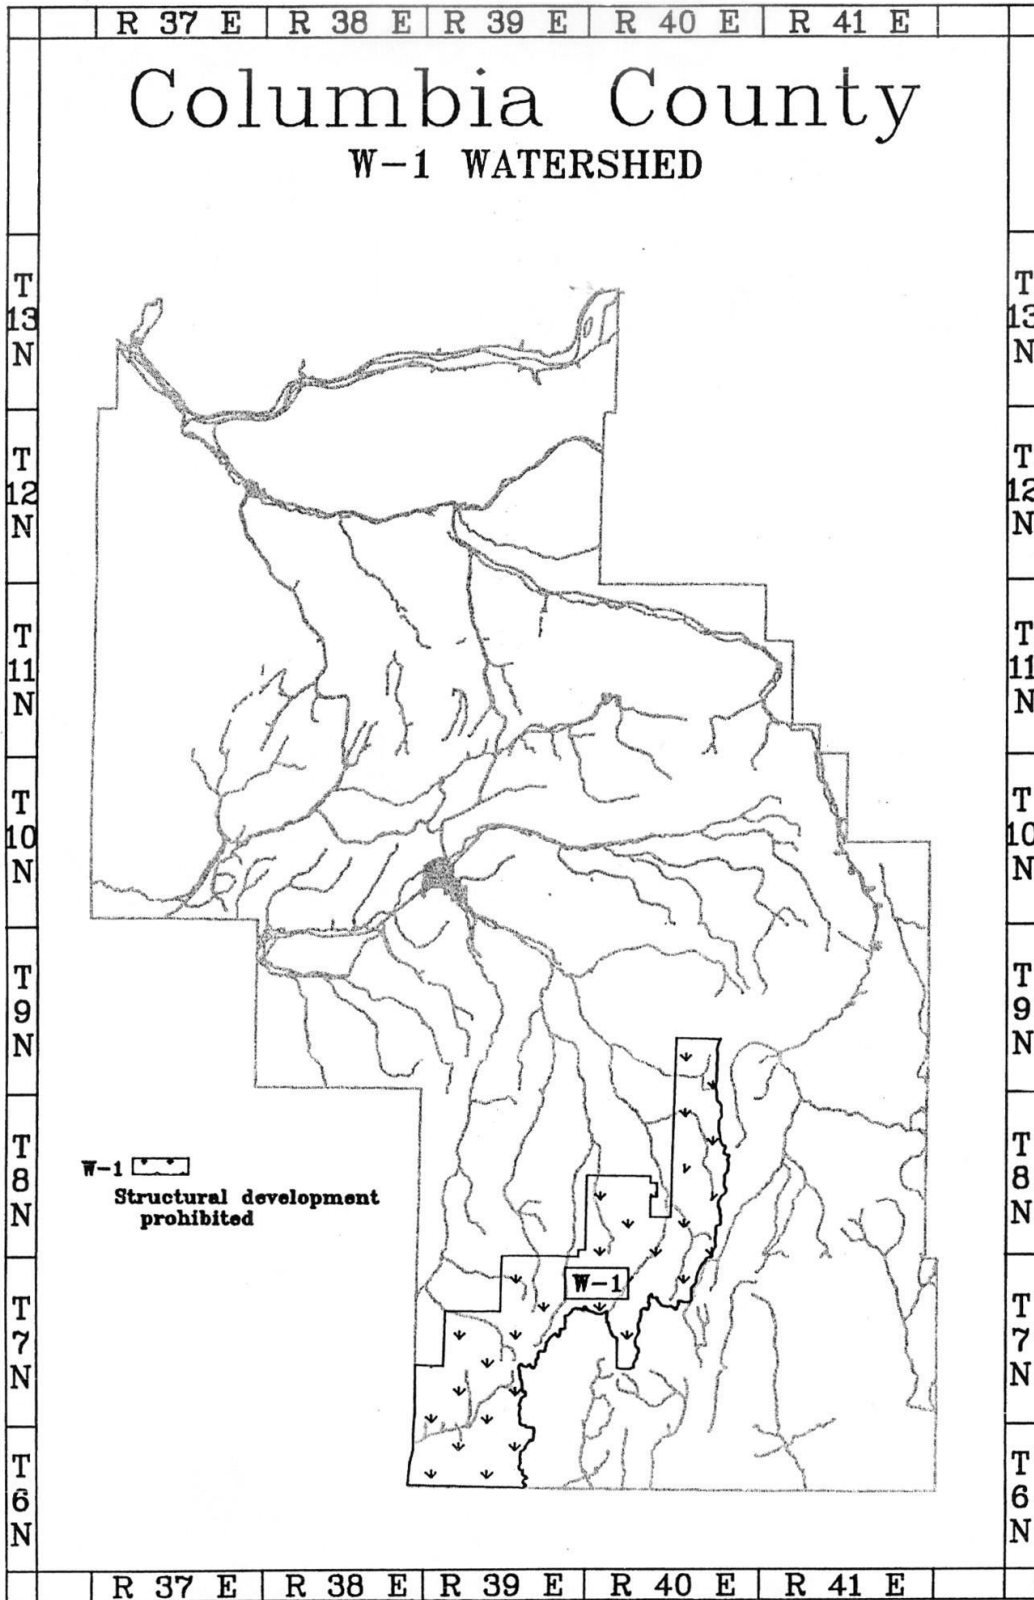 R 37 E R 38 E R 39 E R 40 E R 41 E
Columbia County
W-1 WATERSHED
T
13
N
T
13
N
T
12
N
T
12
N
T
11
N
T
11
N
T
10
N
T
10
N
T
9
N
T
9
N
W-1
Structural development
prohibited
T
8
N
T
8
N
W-1
T
7
N
T
7
N
T
6
N
T
6
N
R 37 E R 38 E R 39 E R 40 E R 41 E